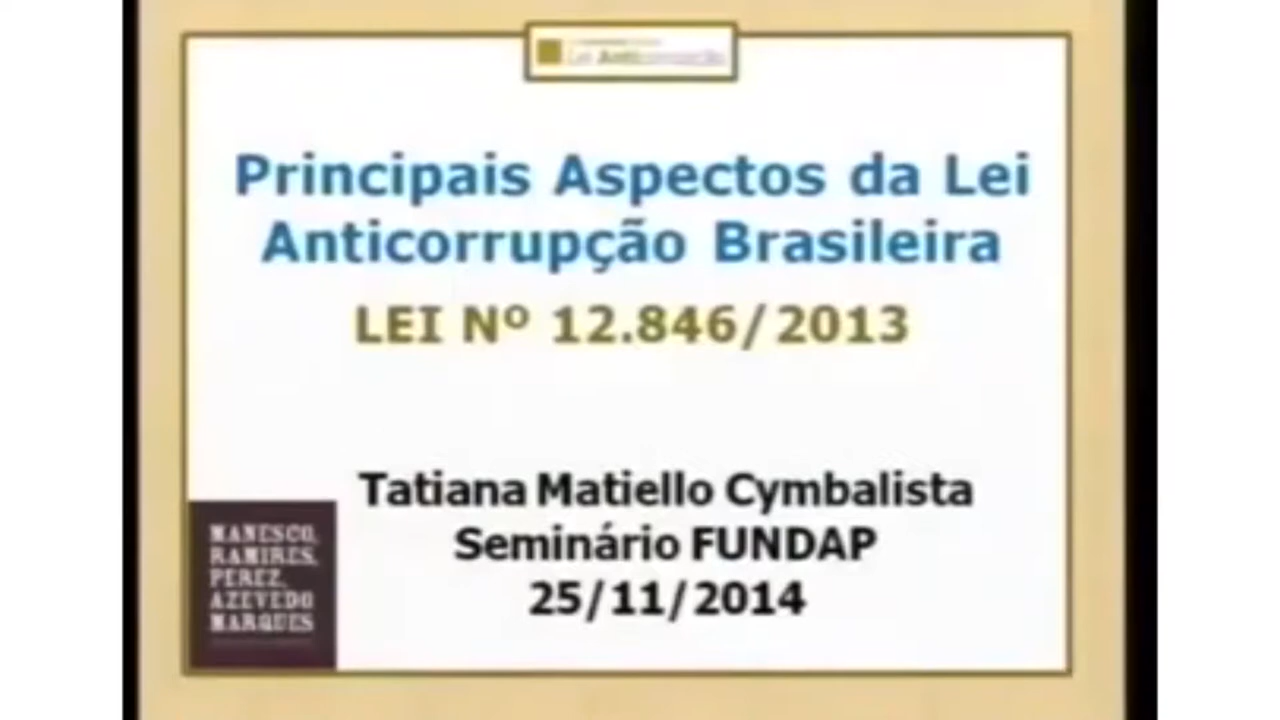 Lei Anticorrupção
Principais Aspectos da Lei
Anticorrupção Brasileira
LEI Nº 12.846/2013
Tatiana Matiello Cymbalista
Seminário FUNDAP
25/11/2014
MANESCO,
RAMIRES,
PEREZ,
AZEVEDO
MARQUES